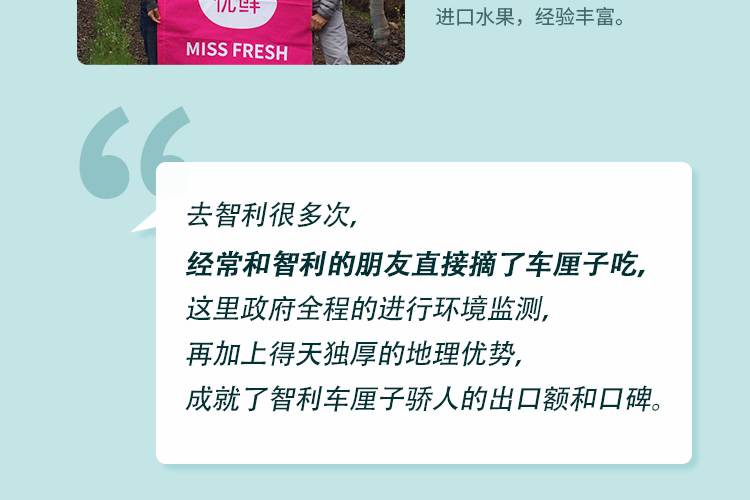 优鲜
MISS FRESH
进口水果，经验丰富。
去智利很多次,
经常和智利的朋友直接摘了车厘子吃,
这里政府全程的进行环境监测,
再加上得天独厚的地理优势,
成就了智利车厘子骄人的出口额和口碑。